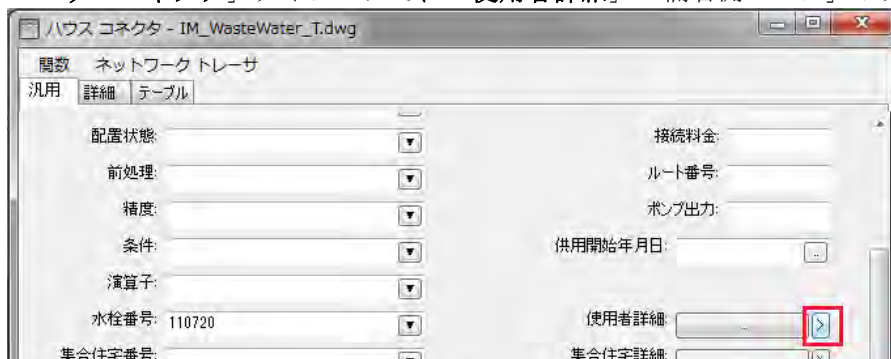 ハウス コネクタ - IM_WasteWater_T.dwg
関数 ネットワークトレーサ
汎用 詳細 テーブル
配置状態: 接続料金:
前処理: ルート番号:
精度: ポンプ出力:
条件: 供用開始年月日: ..
演算子:
水栓番号: 110720 使用者詳細: .. >
集合住宅番号: 集合住宅詳細: